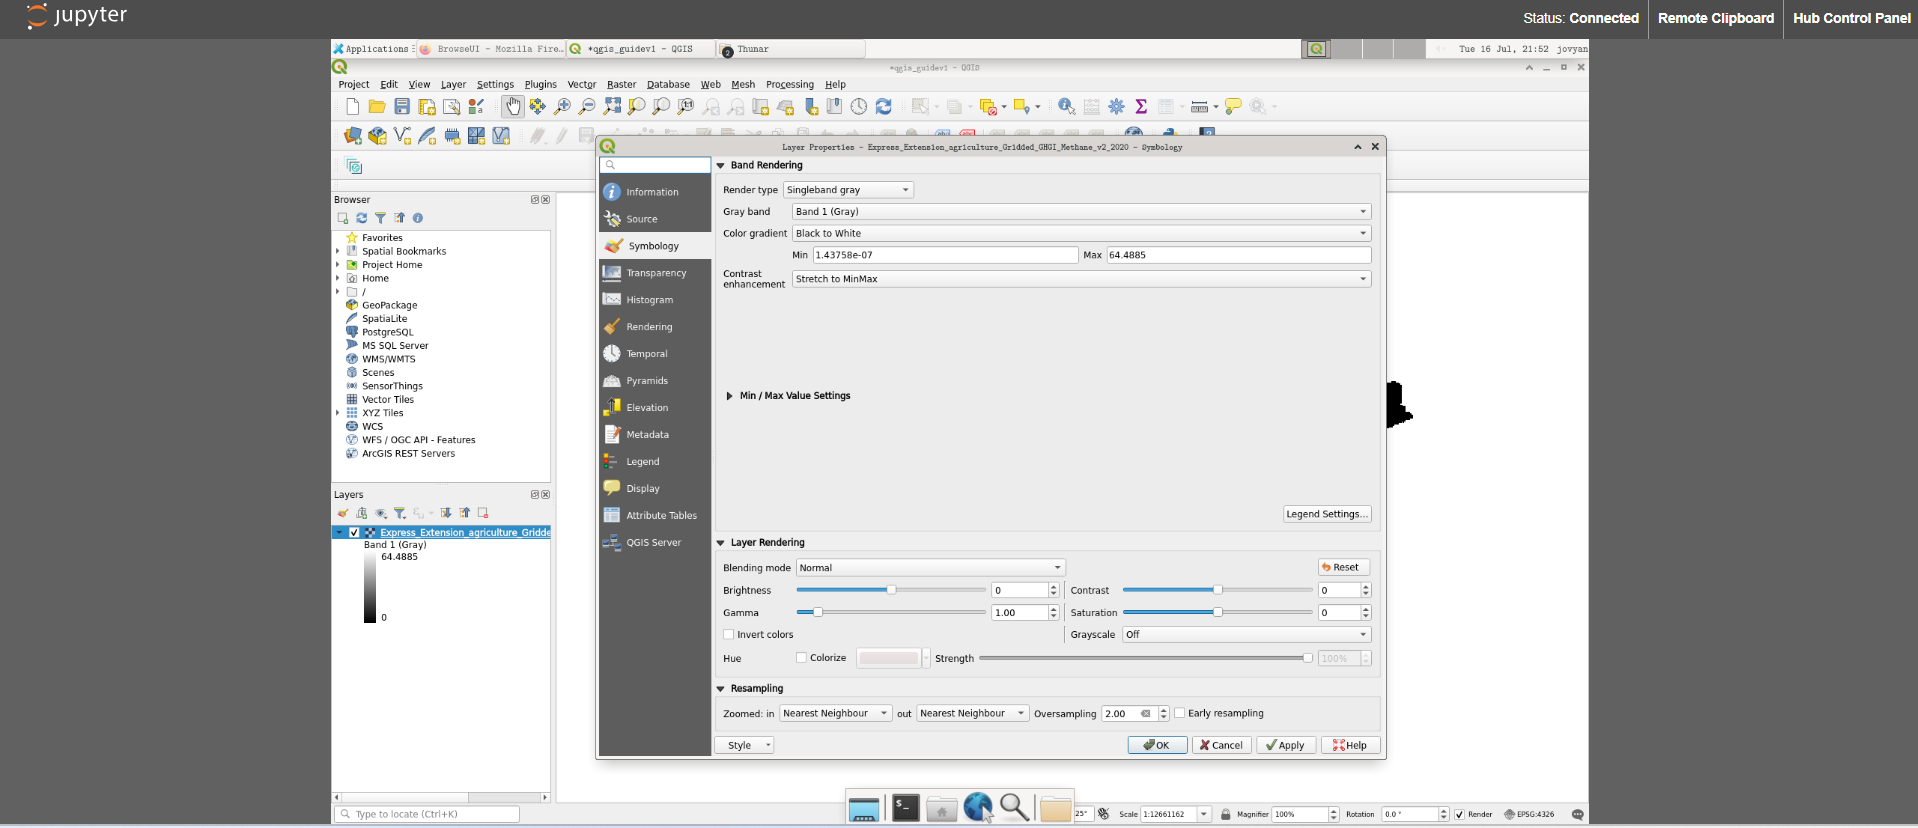 jupyter
Status: Connected
Remote Clipboard
Hub Control Panel
Applications
BrowseUI - Mozilla Fire...
*qgis_guidev1 - QGIS
2
Thunar
Tue 16 Jul, 21:52 jovyan
*qgis_guidev1 - QGIS
Project Edit View Layer Settings Plugins Vector Raster Database Web Mesh Processing Help
Browser
Favorites
Spatial Bookmarks
Project Home
Home
/
GeoPackage
SpatiaLite
PostgreSQL
MS SQL Server
WMS/WMTS
Scenes
SensorThings
Vector Tiles
XYZ Tiles
WCS
WFS / OGC API - Features
ArcGIS REST Servers
Layers
Express_Extension_agriculture_Gridde
Band 1 (Gray)
64.4885
0
Type to locate (Ctrl+K)
Layer Properties - Express_Extension_agriculture_Gridded_GHGI_Methane_v2_2020 - Symbology
Information
Source
Symbology
Transparency
Histogram
Rendering
Temporal
Pyramids
Elevation
Metadata
Legend
Display
Attribute Tables
QGIS Server
Band Rendering
Render type Singleband gray
Gray band Band 1 (Gray)
Color gradient Black to White
Min 1.43758e-07 Max 64.4885
Contrast enhancement Stretch to MinMax
Min / Max Value Settings
Legend Settings...
Layer Rendering
Blending mode Normal Reset
Brightness 0 Contrast 0
Gamma 1.00 Saturation 0
Invert colors Grayscale Off
Hue Colorize Strength 100%
Resampling
Zoomed: in Nearest Neighbour out Nearest Neighbour Oversampling 2.00 Early resampling
Style OK Cancel Apply Help
25° Scale 1:12661162 Magnifier 100% Rotation 0.0 ° Render EPSG:4326